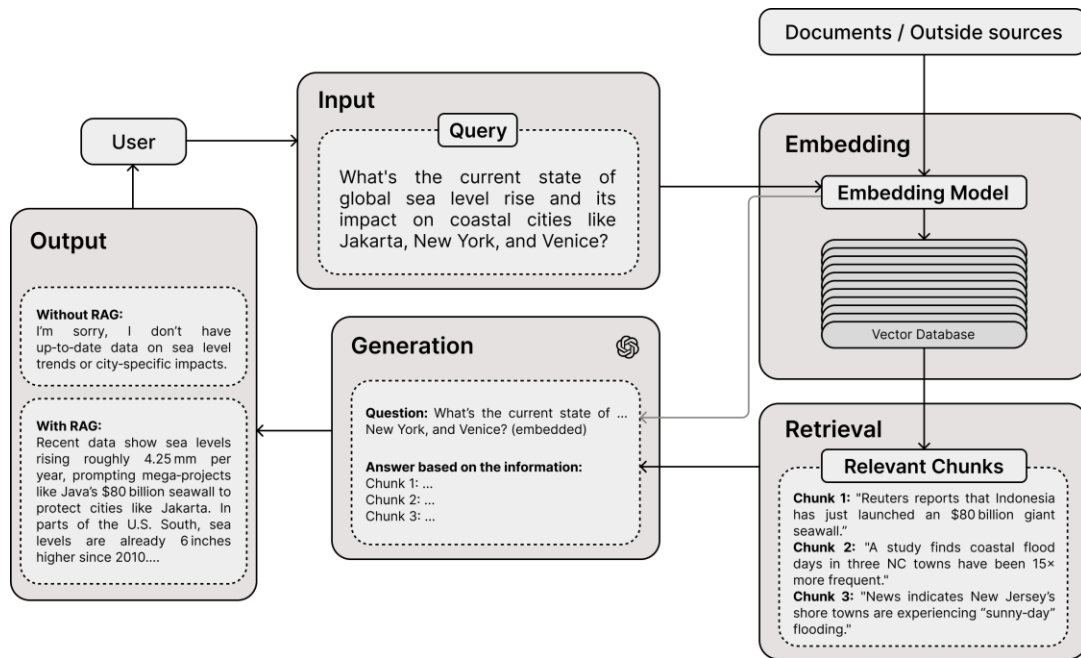 Documents / Outside sources
Input
Query
What's the current state of
global sea level rise and its
impact on coastal cities like
Jakarta, New York, and Venice?
User
Embedding
Embedding Model
Vector Database
Output
Without RAG:
I'm sorry, I don't have
up-to-date data on sea level
trends or city-specific impacts.
With RAG:
Recent data show sea levels
rising roughly 4.25 mm per
year, prompting mega-projects
like Java's $80 billion seawall to
protect cities like Jakarta. In
parts of the U.S. South, sea
levels are already 6 inches
higher since 2010....
Generation
Question: What's the current state of ...
New York, and Venice? (embedded)
Answer based on the information:
Chunk 1: ...
Chunk 2: ...
Chunk 3: ...
Retrieval
Relevant Chunks
Chunk 1: "Reuters reports that Indonesia
has just launched an $80 billion giant
seawall."
Chunk 2: "A study finds coastal flood
days in three NC towns have been 15×
more frequent."
Chunk 3: "News indicates New Jersey's
shore towns are experiencing "sunny-day"
flooding."